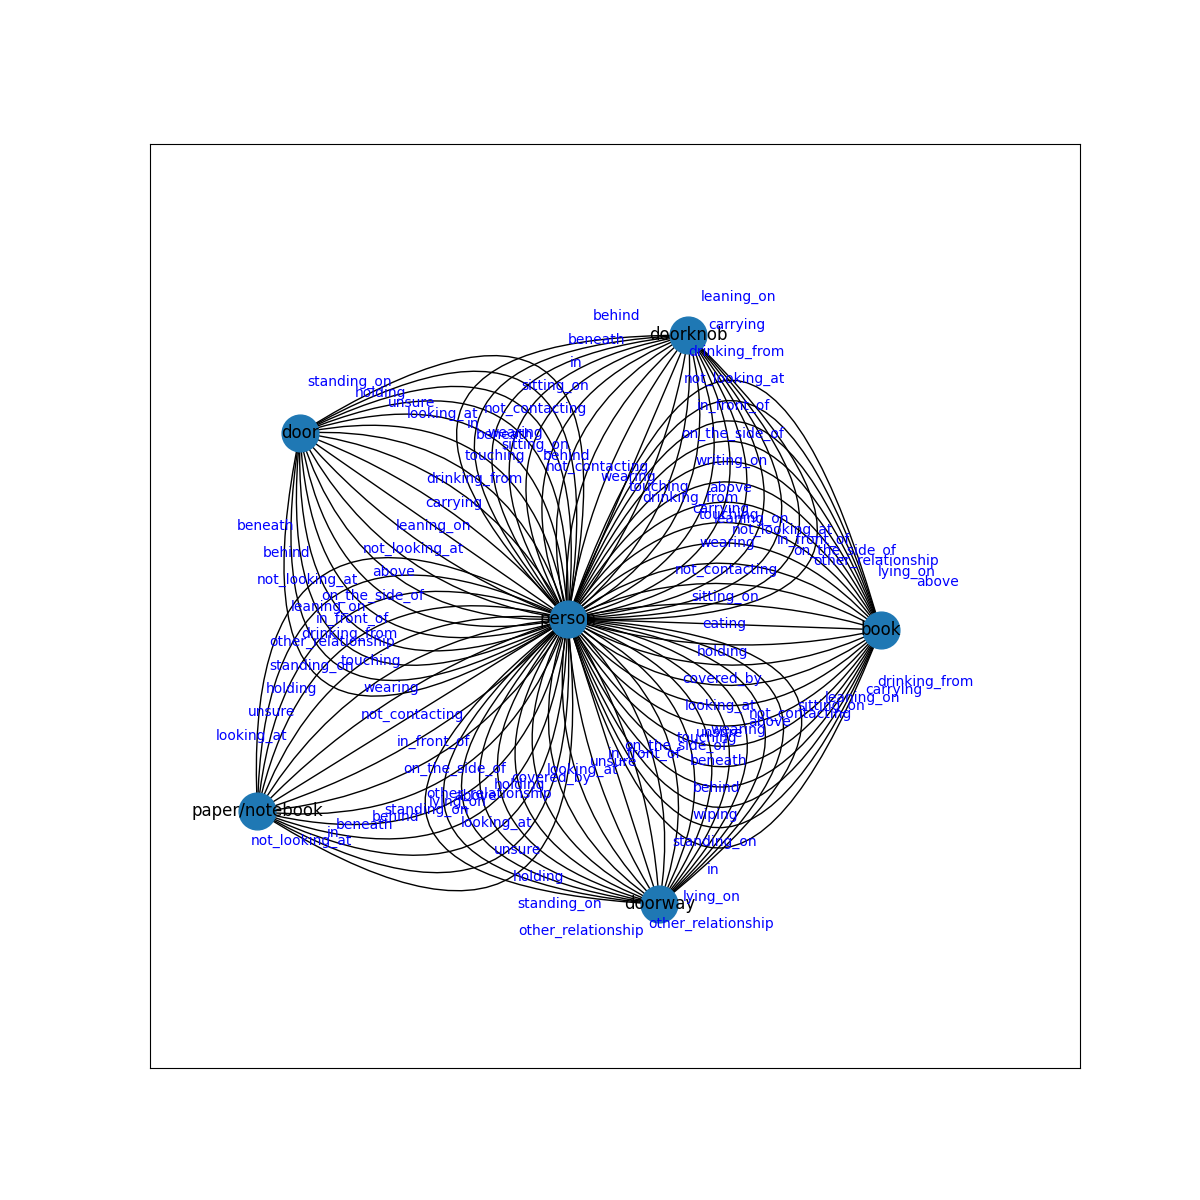 leaning_on
behind
carrying
doorknob
beneath
drinking_from
in
not_looking_at
standing_on
sitting_on
holding
unsure
in_front_of
not_contacting
looking_at
in
door
wearing
beneath
on_the_side_of
sitting_on
touching
behind
writing_on
not_contacting
drinking_from
wearing
touching
above
drinking_from
carrying
carrying
touching
leaning_on
beneath
leaning_on
not_looking_at
in_front_of
wearing
not_looking_at
on_the_side_of
behind
other_relationship
above
not_contacting
lying_on
not_looking_at
above
on_the_side_of
sitting_on
leaning_on
in_front_of
person
eating
book
drinking_from
other_relationship
holding
touching
standing_on
covered_by
drinking_from
holding
wearing
carrying
leaning_on
looking_at
sitting_on
unsure
not_contacting
not_contacting
above
wearing
unsure
looking_at
touching
in_front_of
on_the_side_of
in_front_of
unsure
beneath
on_the_side_of
looking_at
covered_by
holding
behind
other_relationship
above
lying_on
paper/notebook
standing_on
behind
wiping
beneath
looking_at
in
not_looking_at
standing_on
unsure
in
holding
lying_on
standing_on
doorway
other_relationship
other_relationship